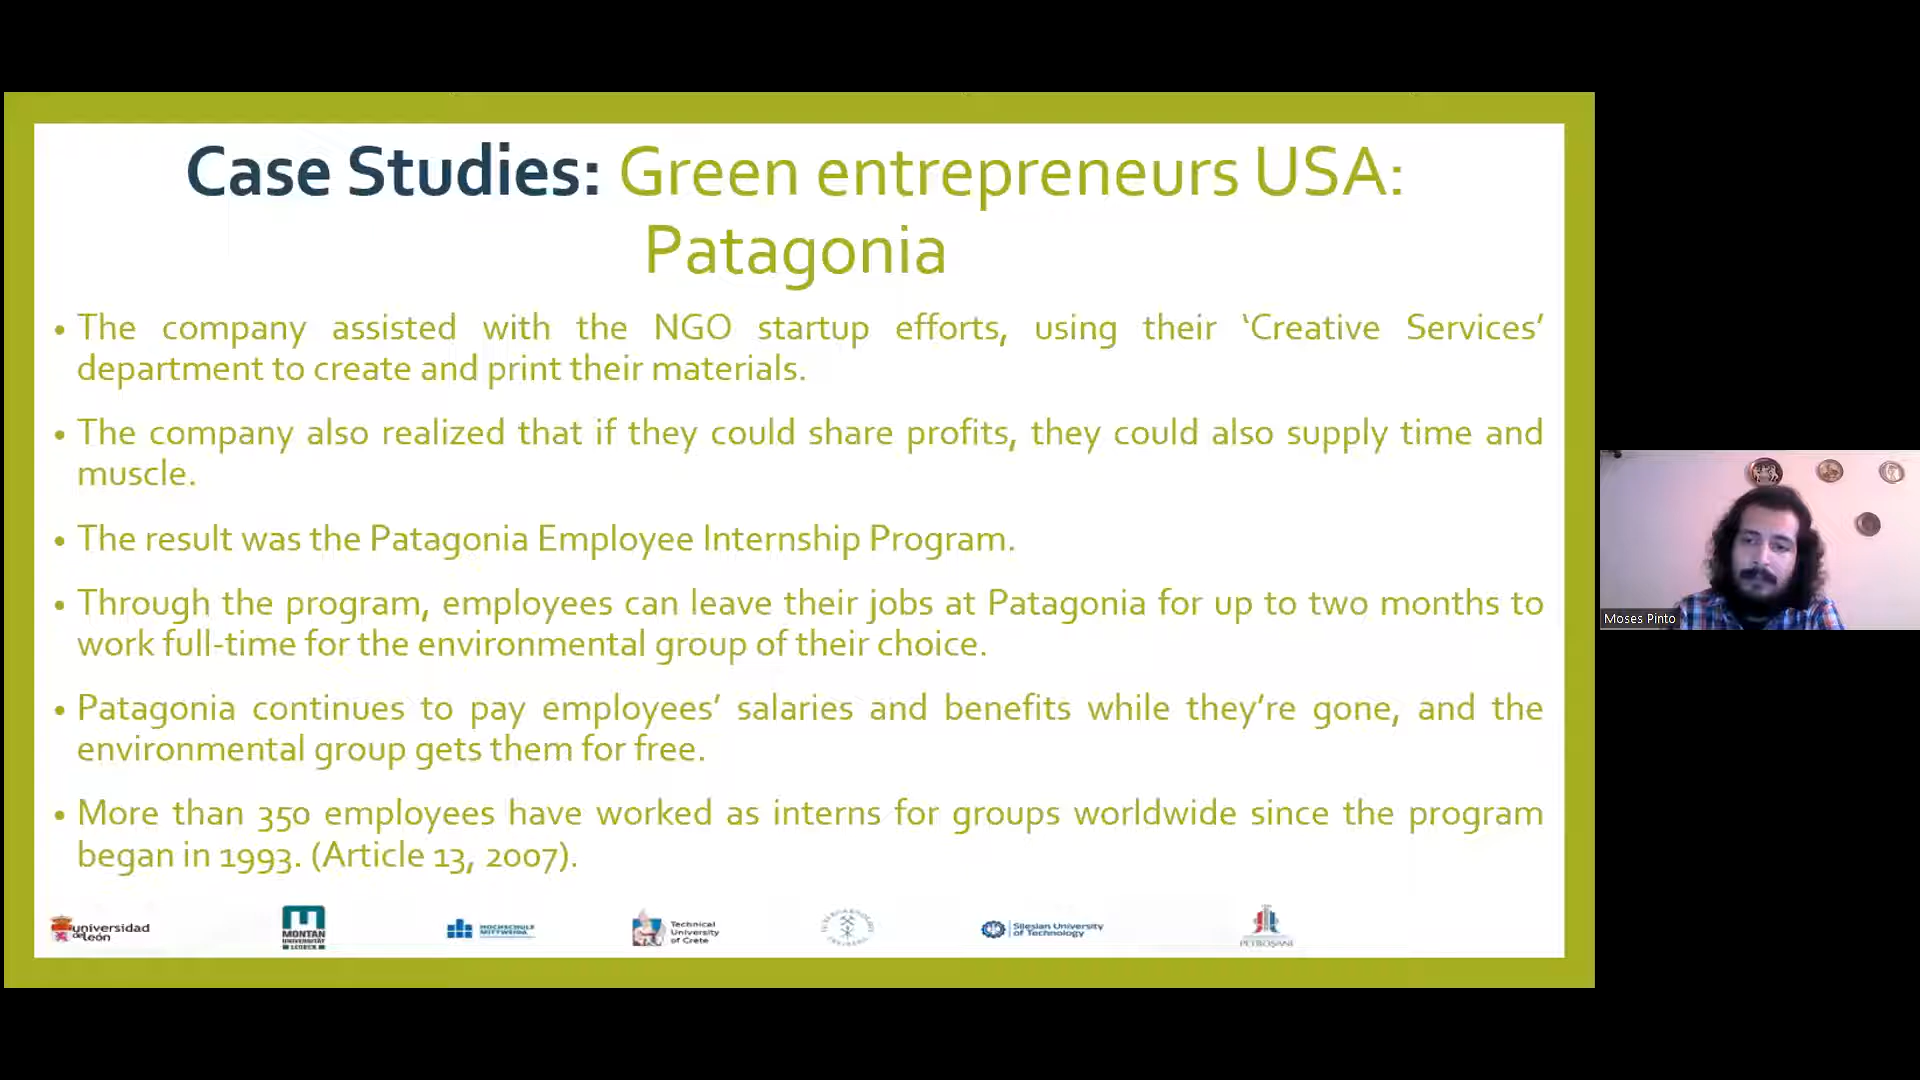 Case Studies: Green entrepreneurs USA:
Patagonia
• The company assisted with the NGO startup efforts, using their ‘Creative Services’
department to create and print their materials.
• The company also realized that if they could share profits, they could also supply time and
muscle.
• The result was the Patagonia Employee Internship Program.
• Through the program, employees can leave their jobs at Patagonia for up to two months to
work full-time for the environmental group of their choice.
• Patagonia continues to pay employees’ salaries and benefits while they’re gone, and the
environmental group gets them for free.
• More than 350 employees have worked as interns for groups worldwide since the program
began in 1993. (Article 13, 2007).
universidad
de león
MONTAN
UNIVERSITÄT
LEOBEN
HOCHSCHULE
MITTWEIDA
Technical
University
of Crete
Silesian University
of Technology
PETROȘANI
Moses Pinto